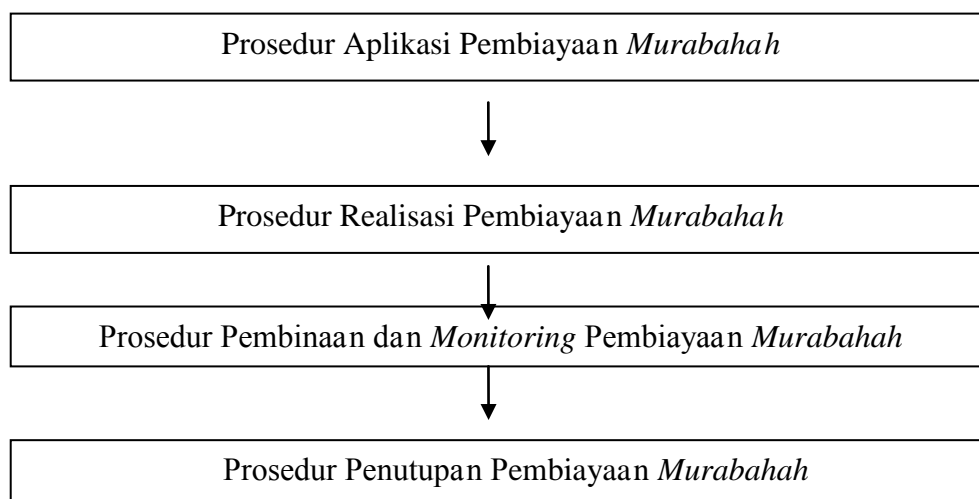 Prosedur Aplikasi Pembiayaan Murabahah
Prosedur Realisasi Pembiayaan Murabahah
Prosedur Pembinaan dan Monitoring Pembiayaan Murabahah
Prosedur Penutupan Pembiayaan Murabahah